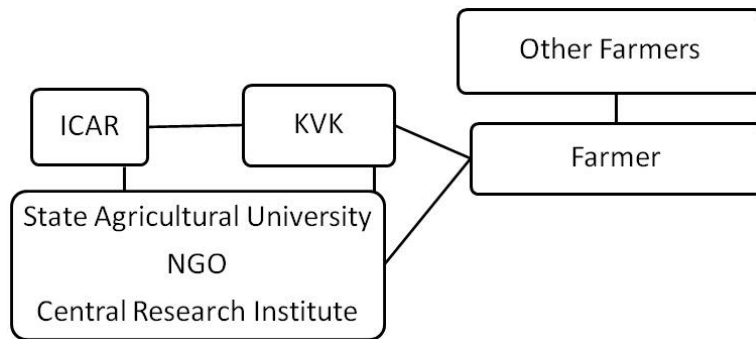 Other Farmers
ICAR
KVK
Farmer
State Agricultural University
NGO
Central Research Institute